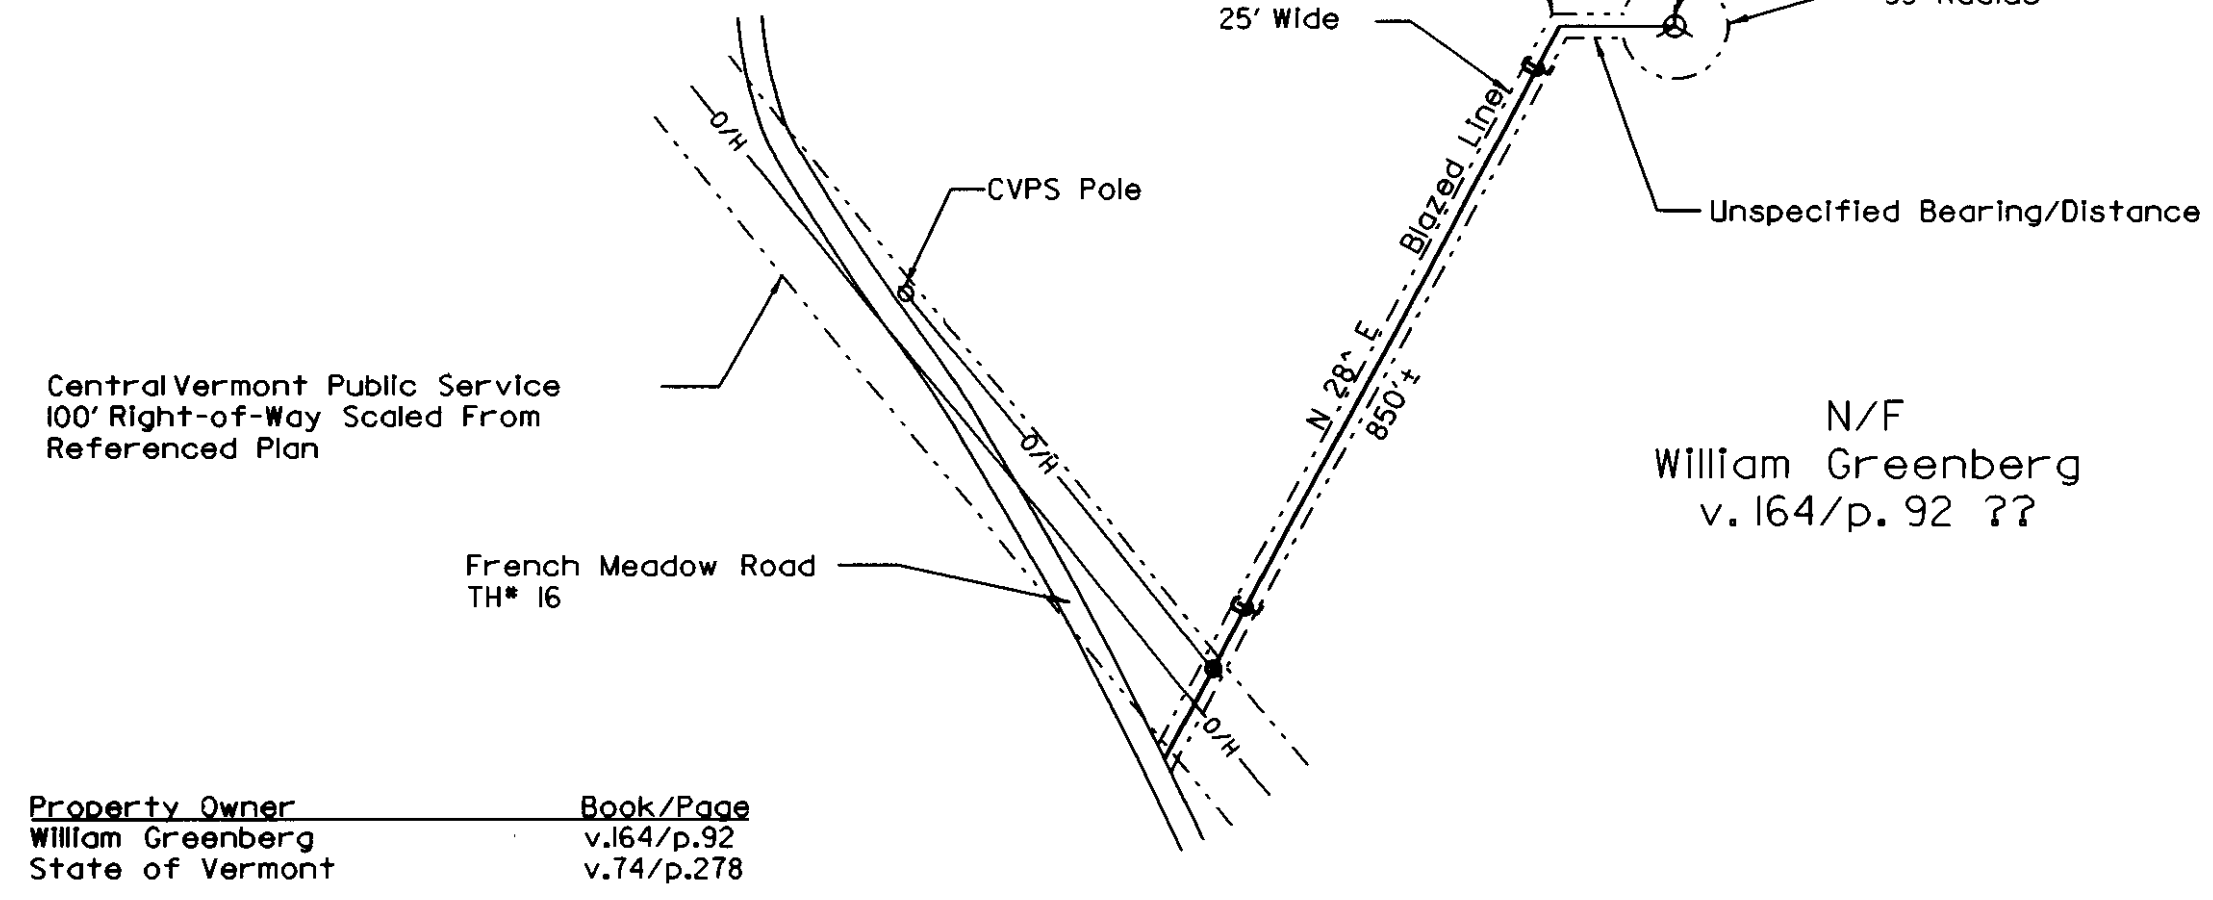 25' Wide
Radius
O/H
Blazed Line
CVPS Pole
Unspecified Bearing/Distance
N 28^ E
850'±
Central Vermont Public Service
100' Right-of-Way Scaled From
Referenced Plan
N/F
William Greenberg
v. 164/p. 92 ??
O/H
French Meadow Road
TH# 16
O/H
Property Owner Book/Page
William Greenberg v.164/p.92
State of Vermont v.74/p.278